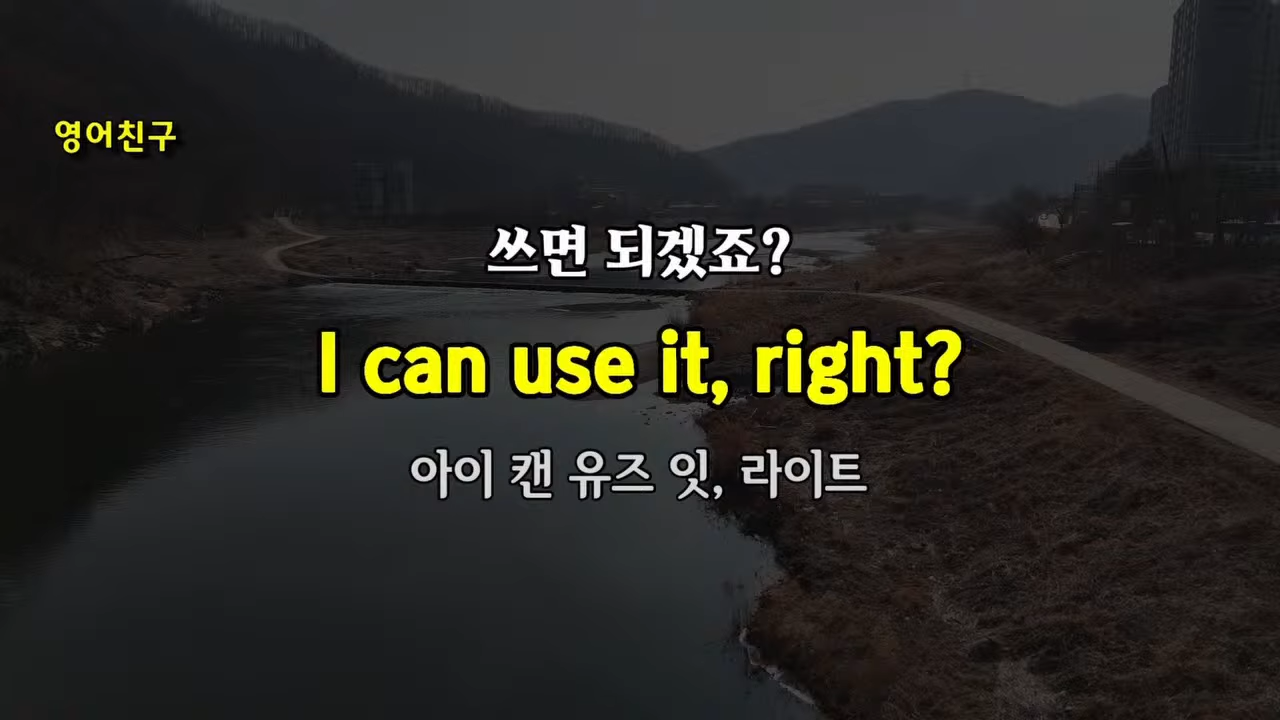 영어친구
쓰면 되겠죠?
I can use it, right?
아이 캔 유즈 잇, 라이트